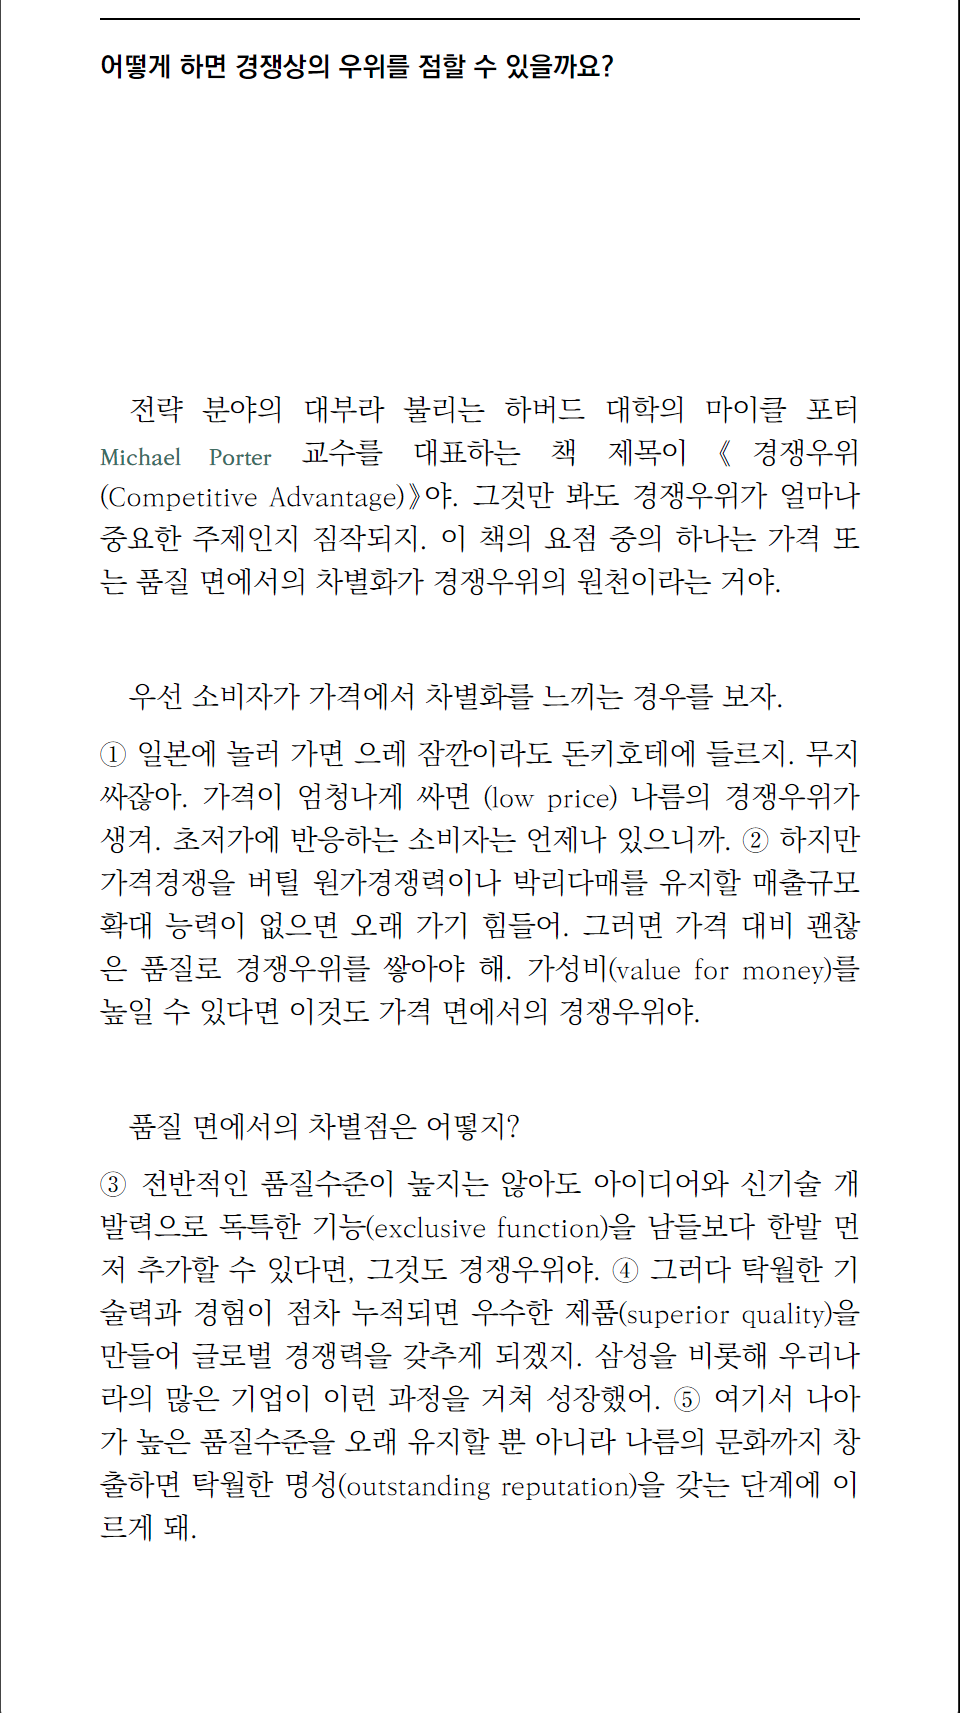 어떻게 하면 경쟁상의 우위를 점할 수 있을까요?
전략 분야의 대부라 불리는 하버드 대학의 마이클 포터
Michael Porter 교수를 대표하는 책 제목이 《경쟁우위
(Competitive Advantage)》야. 그것만 봐도 경쟁우위가 얼마나
중요한 주제인지 짐작되지. 이 책의 요점 중의 하나는 가격 또
는 품질 면에서의 차별화가 경쟁우위의 원천이라는 거야.
우선 소비자가 가격에서 차별화를 느끼는 경우를 보자.
① 일본에 놀러 가면 으레 잠깐이라도 돈키호테에 들르지. 무지
싸잖아. 가격이 엄청나게 싸면 (low price) 나름의 경쟁우위가
생겨. 초저가에 반응하는 소비자는 언제나 있으니까. ② 하지만
가격경쟁을 버틸 원가경쟁력이나 박리다매를 유지할 매출규모
확대 능력이 없으면 오래 가기 힘들어. 그러면 가격 대비 괜찮
은 품질로 경쟁우위를 쌓아야 해. 가성비(value for money)를
높일 수 있다면 이것도 가격 면에서의 경쟁우위야.
품질 면에서의 차별점은 어떻지?
③ 전반적인 품질수준이 높지는 않아도 아이디어와 신기술 개
발력으로 독특한 기능(exclusive function)을 남들보다 한발 먼
저 추가할 수 있다면, 그것도 경쟁우위야. ④ 그러다 탁월한 기
술력과 경험이 점차 누적되면 우수한 제품(superior quality)을
만들어 글로벌 경쟁력을 갖추게 되겠지. 삼성을 비롯해 우리나
라의 많은 기업이 이런 과정을 거쳐 성장했어. ⑤ 여기서 나아
가 높은 품질수준을 오래 유지할 뿐 아니라 나름의 문화까지 창
출하면 탁월한 명성(outstanding reputation)을 갖는 단계에 이
르게 돼.